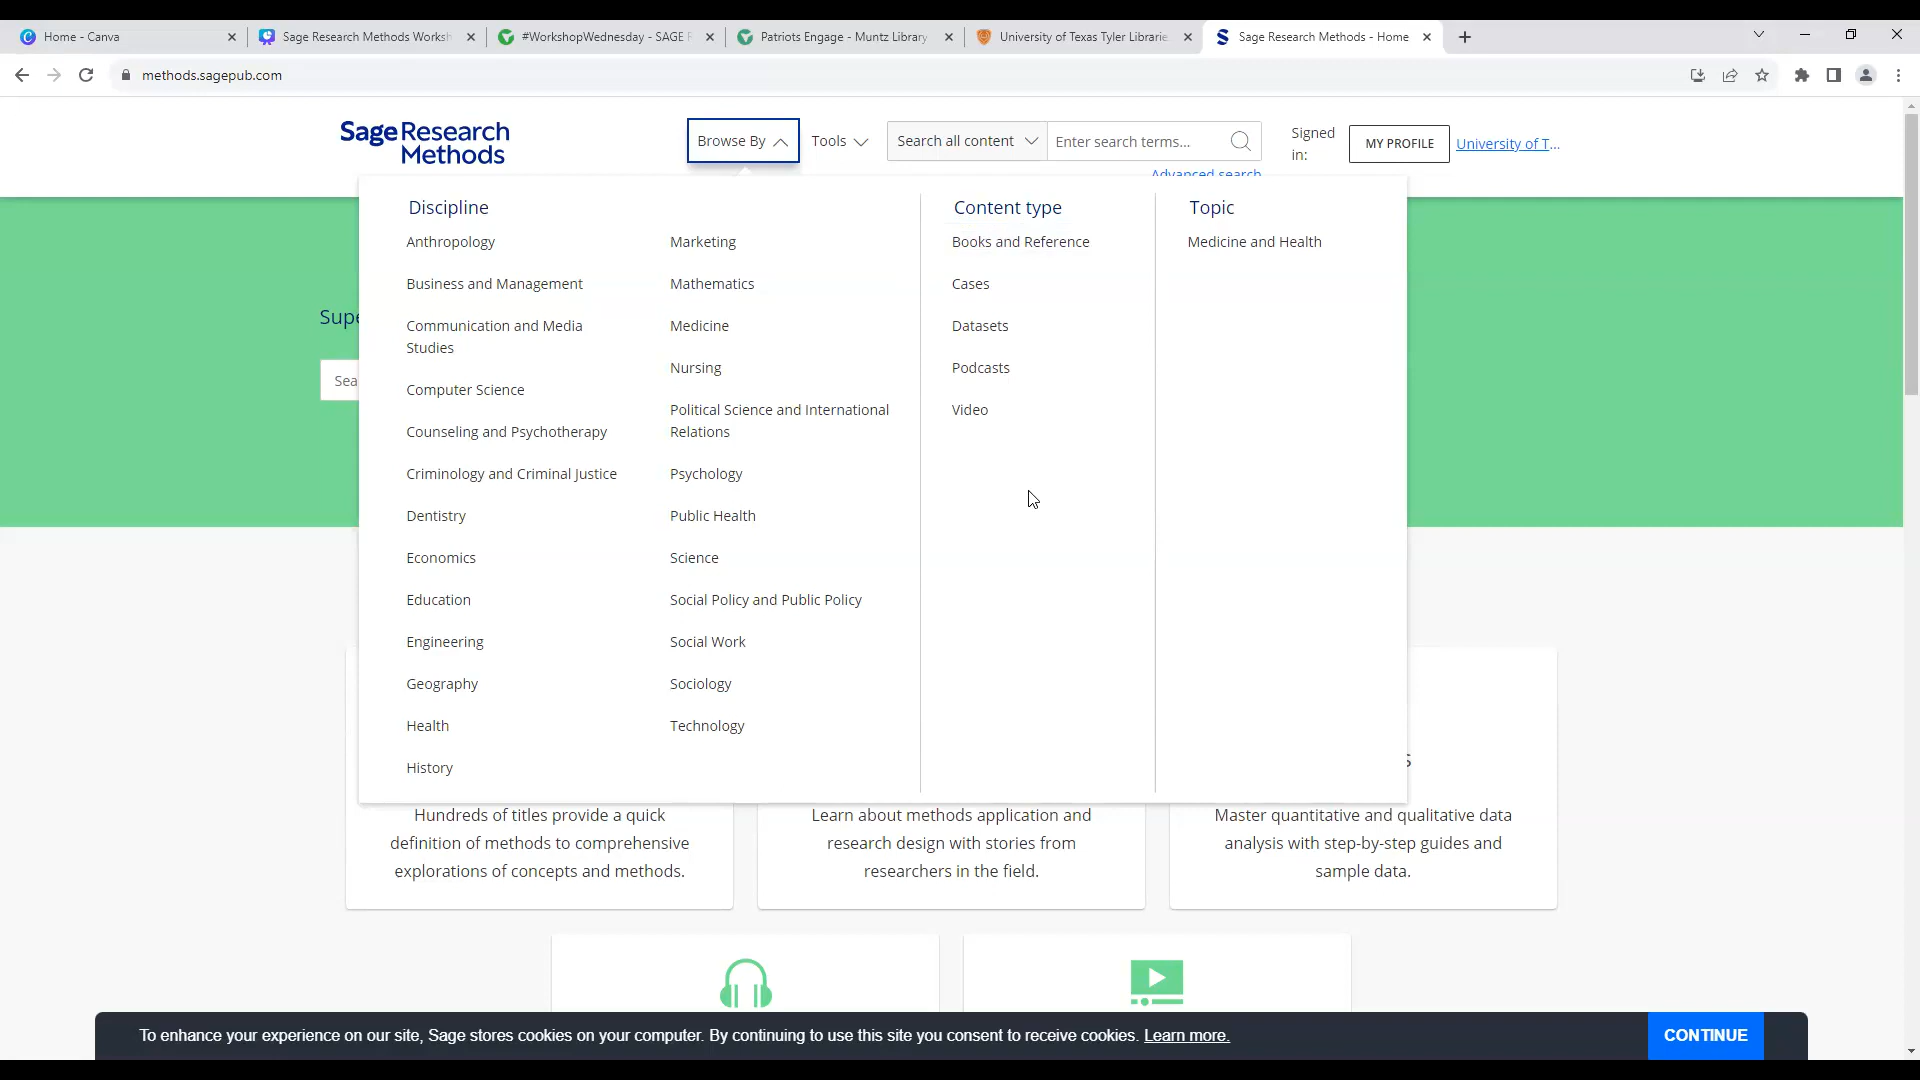 Home - Canva
Sage Research Methods Worksh
#WorkshopWednesday - SAGE R
Patriots Engage - Muntz Library
University of Texas Tyler Librarie
Sage Research Methods - Home
methods.sagepub.com
Sage Research
Methods
Browse By
Tools
Search all content
Enter search terms...
Signed
in:
MY PROFILE
University of T...
Advanced search
Discipline
Anthropology
Business and Management
Communication and Media
Studies
Computer Science
Counseling and Psychotherapy
Criminology and Criminal Justice
Dentistry
Economics
Education
Engineering
Geography
Health
History
Marketing
Mathematics
Medicine
Nursing
Political Science and International
Relations
Psychology
Public Health
Science
Social Policy and Public Policy
Social Work
Sociology
Technology
Content type
Books and Reference
Cases
Datasets
Podcasts
Video
Topic
Medicine and Health
Supe
Sea
s
Hundreds of titles provide a quick
definition of methods to comprehensive
explorations of concepts and methods.
Learn about methods application and
research design with stories from
researchers in the field.
Master quantitative and qualitative data
analysis with step-by-step guides and
sample data.
To enhance your experience on our site, Sage stores cookies on your computer. By continuing to use this site you consent to receive cookies. Learn more.
CONTINUE